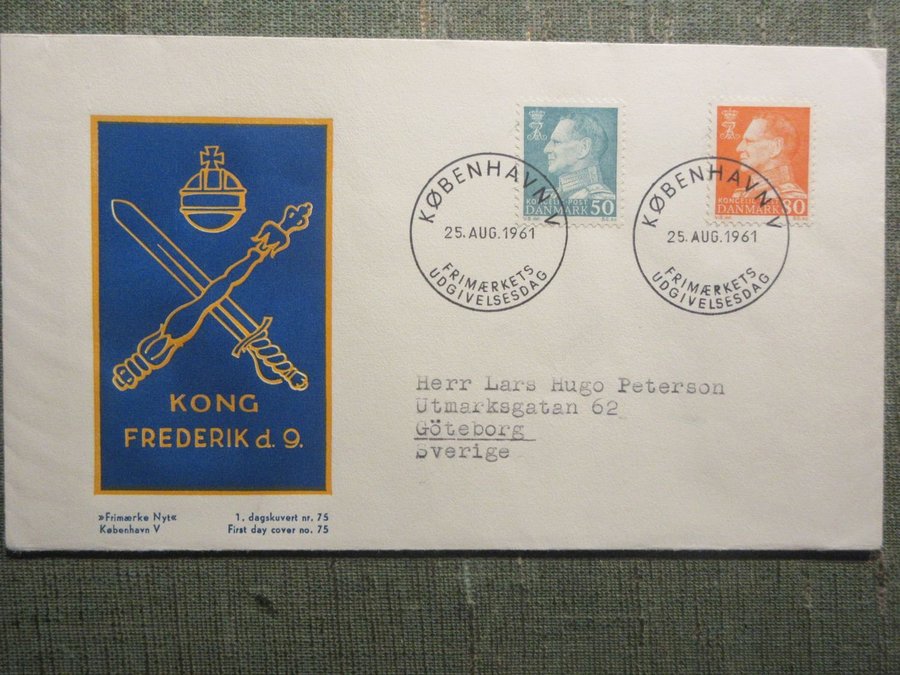 KONG
FREDERIK d. 9.
»Frimærke Nyt«
København V
1. dagskuvert nr. 75
First day cover no. 75
KONGELIG POST
DANMARK 50
KØBENHAVN V
25. AUG. 1961
FRIMÆRKETS
UDGIVELSESDAG
DANMARK 80
KØBENHAVN V
25. AUG. 1961
FRIMÆRKETS
UDGIVELSESDAG
Herr Lars Hugo Peterson
Utmarksgatan 62
Göteborg
Sverige